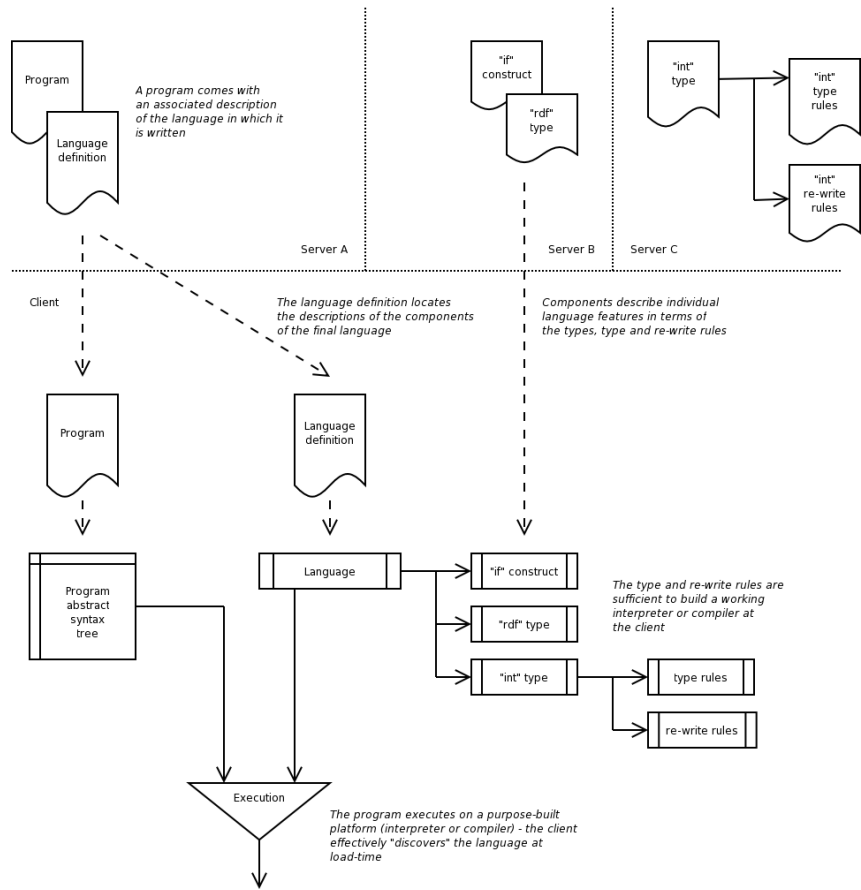 Program
Language
definition
A program comes with
an associated description
of the language in which it
is written
"if"
construct
"rdf"
type
"int"
type
"int"
type
rules
"int"
re-write
rules
Server A
Server B
Server C
Client
The language definition locates
the descriptions of the components
of the final language
Components describe individual
language features in terms of
the types, type and re-write rules
Program
Language
definition
Program
abstract
syntax
tree
Language
"if" construct
"rdf" type
"int" type
The type and re-write rules are
sufficient to build a working
interpreter or compiler at
the client
type rules
re-write rules
Execution
The program executes on a purpose-built
platform (interpreter or compiler) - the client
effectively "discovers" the language at
load-time